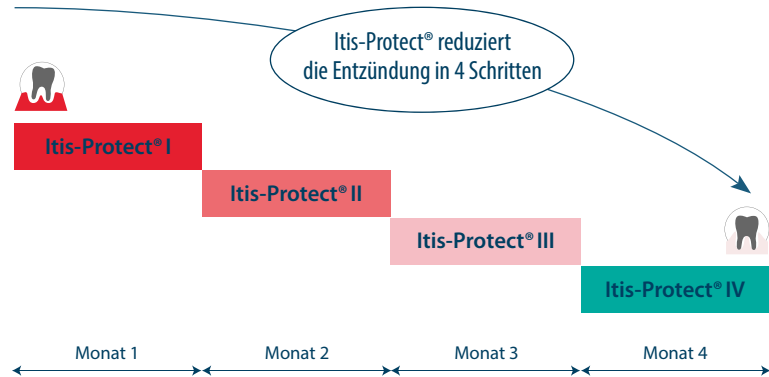 Itis-Protect® reduziert
die Entzündung in 4 Schritten
Itis-Protect® I
Itis-Protect® II
Itis-Protect® III
Itis-Protect® IV
Monat 1
Monat 2
Monat 3
Monat 4